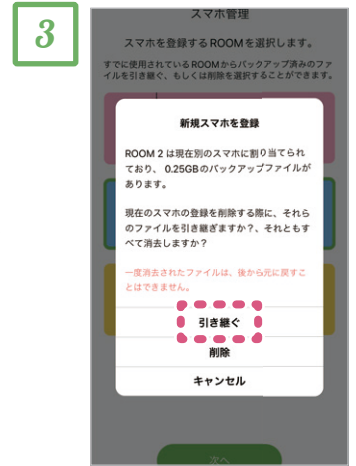 3
スマホ管理
スマホを登録するROOMを選択します。
すでに使用されているROOMからバックアップ済みのファ
イルを引き継ぐ、もしくは削除を選択することができます。
新規スマホを登録
ROOM 2 は現在別のスマホに割り当てられ
ており、 0.25GBのバックアップファイルが
あります。
現在のスマホの登録を削除する際に、それら
のファイルを引き継ぎますか？、それともす
べて消去しますか？
一度消去されたファイルは、後から元に戻すこ
とはできません。
引き継ぐ
削除
キャンセル
次へ